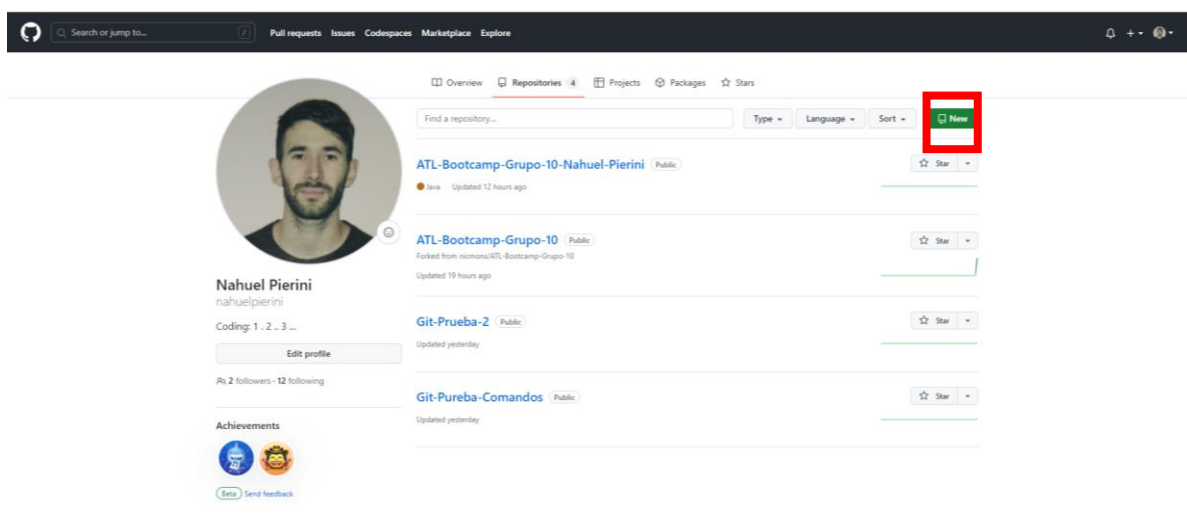 Search or jump to... / Pull requests Issues Codespaces Marketplace Explore
Overview Repositories 4 Projects Packages Stars
Find a repository... Type Language Sort New
ATL-Bootcamp-Grupo-10-Nahuel-Pierini Public Star
Java Updated 12 hours ago
ATL-Bootcamp-Grupo-10 Public Star
Forked from nicmons/ATL-Bootcamp-Grupo-10
Updated 19 hours ago
Nahuel Pierini
nahuelpierini
Coding: 1 . 2 .. 3 ...
Edit profile
2 followers · 12 following
Achievements
Beta Send feedback
Git-Prueba-2 Public Star
Updated yesterday
Git-Pureba-Comandos Public Star
Updated yesterday